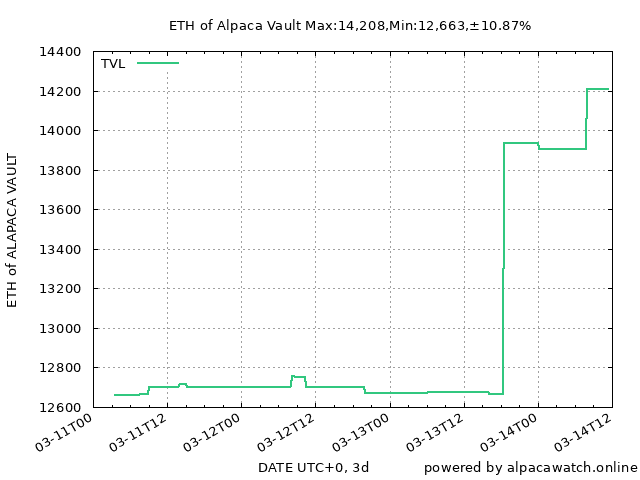 ETH of Alpaca Vault Max:14,208,Min:12,663,±10.87%
TVL
14400
14200
14000
13800
13600
13400
13200
13000
12800
12600
ETH of ALAPACA VAULT
03-11T00
03-11T12
03-12T00
03-12T12
03-13T00
03-13T12
03-14T00
03-14T12
DATE UTC+0, 3d
powered by alpacawatch.online